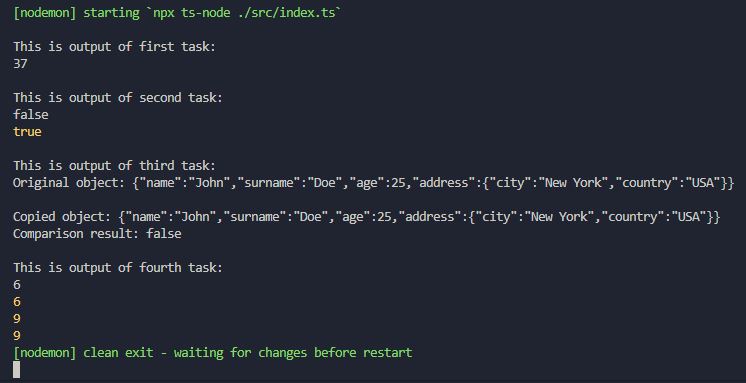 [nodemon] starting `npx ts-node ./src/index.ts`
This is output of first task:
37
This is output of second task:
false
true
This is output of third task:
Original object: {"name":"John","surname":"Doe","age":25,"address":{"city":"New York","country":"USA"}}
Copied object: {"name":"John","surname":"Doe","age":25,"address":{"city":"New York","country":"USA"}}
Comparison result: false
This is output of fourth task:
6
6
9
9
[nodemon] clean exit - waiting for changes before restart